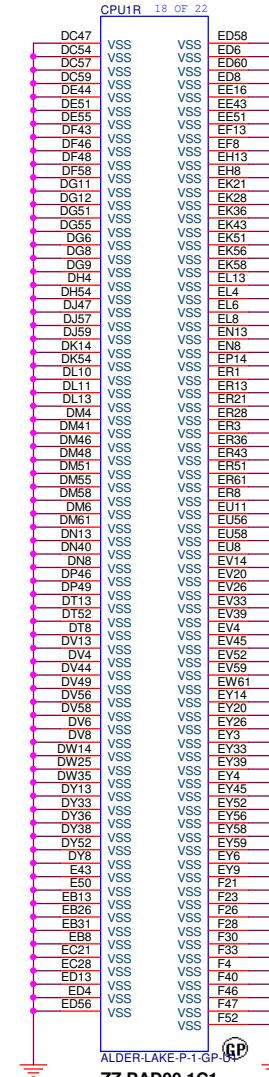 CPU1R 18 OF 22
DC47 VSS VSS ED58
DC54 VSS VSS ED6
DC57 VSS VSS ED60
DC59 VSS VSS ED8
DE44 VSS VSS EE16
DE51 VSS VSS EE43
DE55 VSS VSS EE51
DF43 VSS VSS EF13
DF46 VSS VSS EF8
DF48 VSS VSS EH13
DF58 VSS VSS EH8
DG11 VSS VSS EK21
DG12 VSS VSS EK28
DG51 VSS VSS EK36
DG55 VSS VSS EK43
DG6 VSS VSS EK51
DG8 VSS VSS EK56
DG9 VSS VSS EK58
DH4 VSS VSS EL13
DH54 VSS VSS EL4
DJ47 VSS VSS EL6
DJ57 VSS VSS EL8
DJ59 VSS VSS EN13
DK14 VSS VSS EN8
DK54 VSS VSS EP14
DL10 VSS VSS ER1
DL11 VSS VSS ER13
DL13 VSS VSS ER21
DM4 VSS VSS ER28
DM41 VSS VSS ER3
DM46 VSS VSS ER36
DM48 VSS VSS ER43
DM51 VSS VSS ER51
DM55 VSS VSS ER61
DM58 VSS VSS ER8
DM6 VSS VSS EU11
DM61 VSS VSS EU56
DN13 VSS VSS EU58
DN40 VSS VSS EU8
DN8 VSS VSS EV14
DP46 VSS VSS EV20
DP49 VSS VSS EV26
DT13 VSS VSS EV33
DT52 VSS VSS EV39
DT8 VSS VSS EV4
DV13 VSS VSS EV45
DV4 VSS VSS EV52
DV44 VSS VSS EV59
DV49 VSS VSS EW61
DV56 VSS VSS EY14
DV58 VSS VSS EY20
DV6 VSS VSS EY26
DV8 VSS VSS EY3
DW14 VSS VSS EY33
DW25 VSS VSS EY39
DW35 VSS VSS EY4
DY13 VSS VSS EY45
DY33 VSS VSS EY52
DY36 VSS VSS EY56
DY38 VSS VSS EY58
DY52 VSS VSS EY59
DY8 VSS VSS EY6
E43 VSS VSS EY9
E50 VSS VSS F21
EB13 VSS VSS F23
EB26 VSS VSS F26
EB31 VSS VSS F28
EB8 VSS VSS F30
EC21 VSS VSS F33
EC28 VSS VSS F4
ED13 VSS VSS F40
ED4 VSS VSS F46
ED56 VSS VSS F47
VSS F52
GP
ALDER-LAKE-P-1-GP-U1